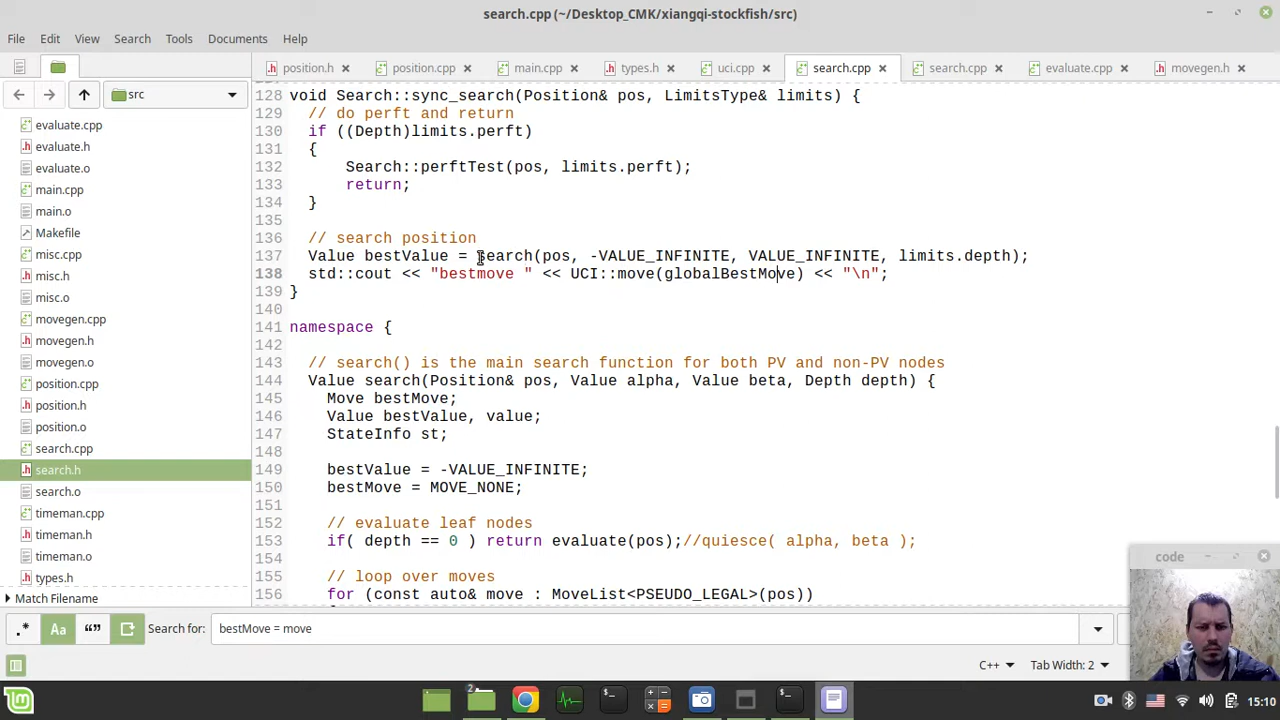 search.cpp (~/Desktop_CMK/xiangqi-stockfish/src)
File Edit View Search Tools Documents Help
position.h position.cpp main.cpp types.h uci.cpp search.cpp search.cpp evaluate.cpp movegen.h
src
evaluate.cpp
evaluate.h
evaluate.o
main.cpp
main.o
Makefile
misc.cpp
misc.h
misc.o
movegen.cpp
movegen.h
movegen.o
position.cpp
position.h
position.o
search.cpp
search.h
search.o
timeman.cpp
timeman.h
timeman.o
types.h
Match Filename
128 void Search::sync_search(Position& pos, LimitsType& limits) {
129 // do perft and return
130 if ((Depth)limits.perft)
131 {
132 Search::perftTest(pos, limits.perft);
133 return;
134 }
135
136 // search position
137 Value bestValue = search(pos, -VALUE_INFINITE, VALUE_INFINITE, limits.depth);
138 std::cout << "bestmove " << UCI::move(globalBestMove) << "\n";
139 }
140
141 namespace {
142
143 // search() is the main search function for both PV and non-PV nodes
144 Value search(Position& pos, Value alpha, Value beta, Depth depth) {
145 Move bestMove;
146 Value bestValue, value;
147 StateInfo st;
148
149 bestValue = -VALUE_INFINITE;
150 bestMove = MOVE_NONE;
151
152 // evaluate leaf nodes
153 if( depth == 0 ) return evaluate(pos);//quiesce( alpha, beta );
154
155 // loop over moves
156 for (const auto& move : MoveList<PSEUDO_LEGAL>(pos))
code
.* Aa “” Search for: bestMove = move
C++ Tab Width: 2
2
15:10